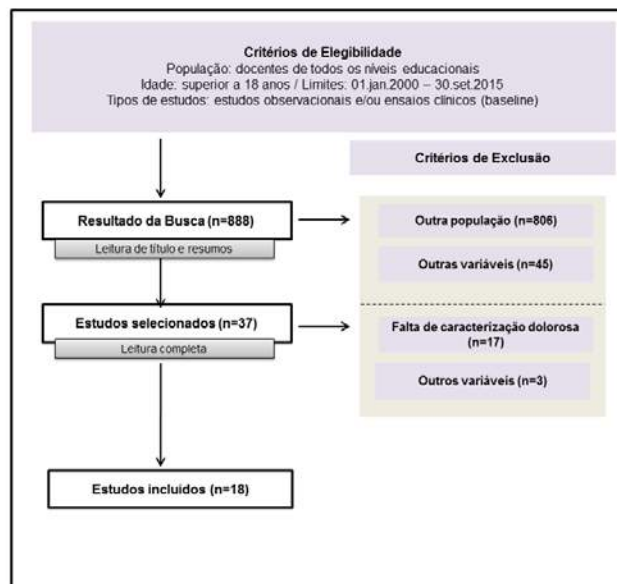 Critérios de Elegibilidade
População: docentes de todos os níveis educacionais
Idade: superior a 18 anos / Limites: 01.jan.2000 – 30.set.2015
Tipos de estudos: estudos observacionais e/ou ensaios clínicos (baseline)
Critérios de Exclusão
Resultado da Busca (n=888)
Leitura de título e resumos
Outra população (n=806)
Outras variáveis (n=45)
Estudos selecionados (n=37)
Leitura completa
Falta de caracterização dolorosa
(n=17)
Outros variáveis (n=3)
Estudos incluidos (n=18)